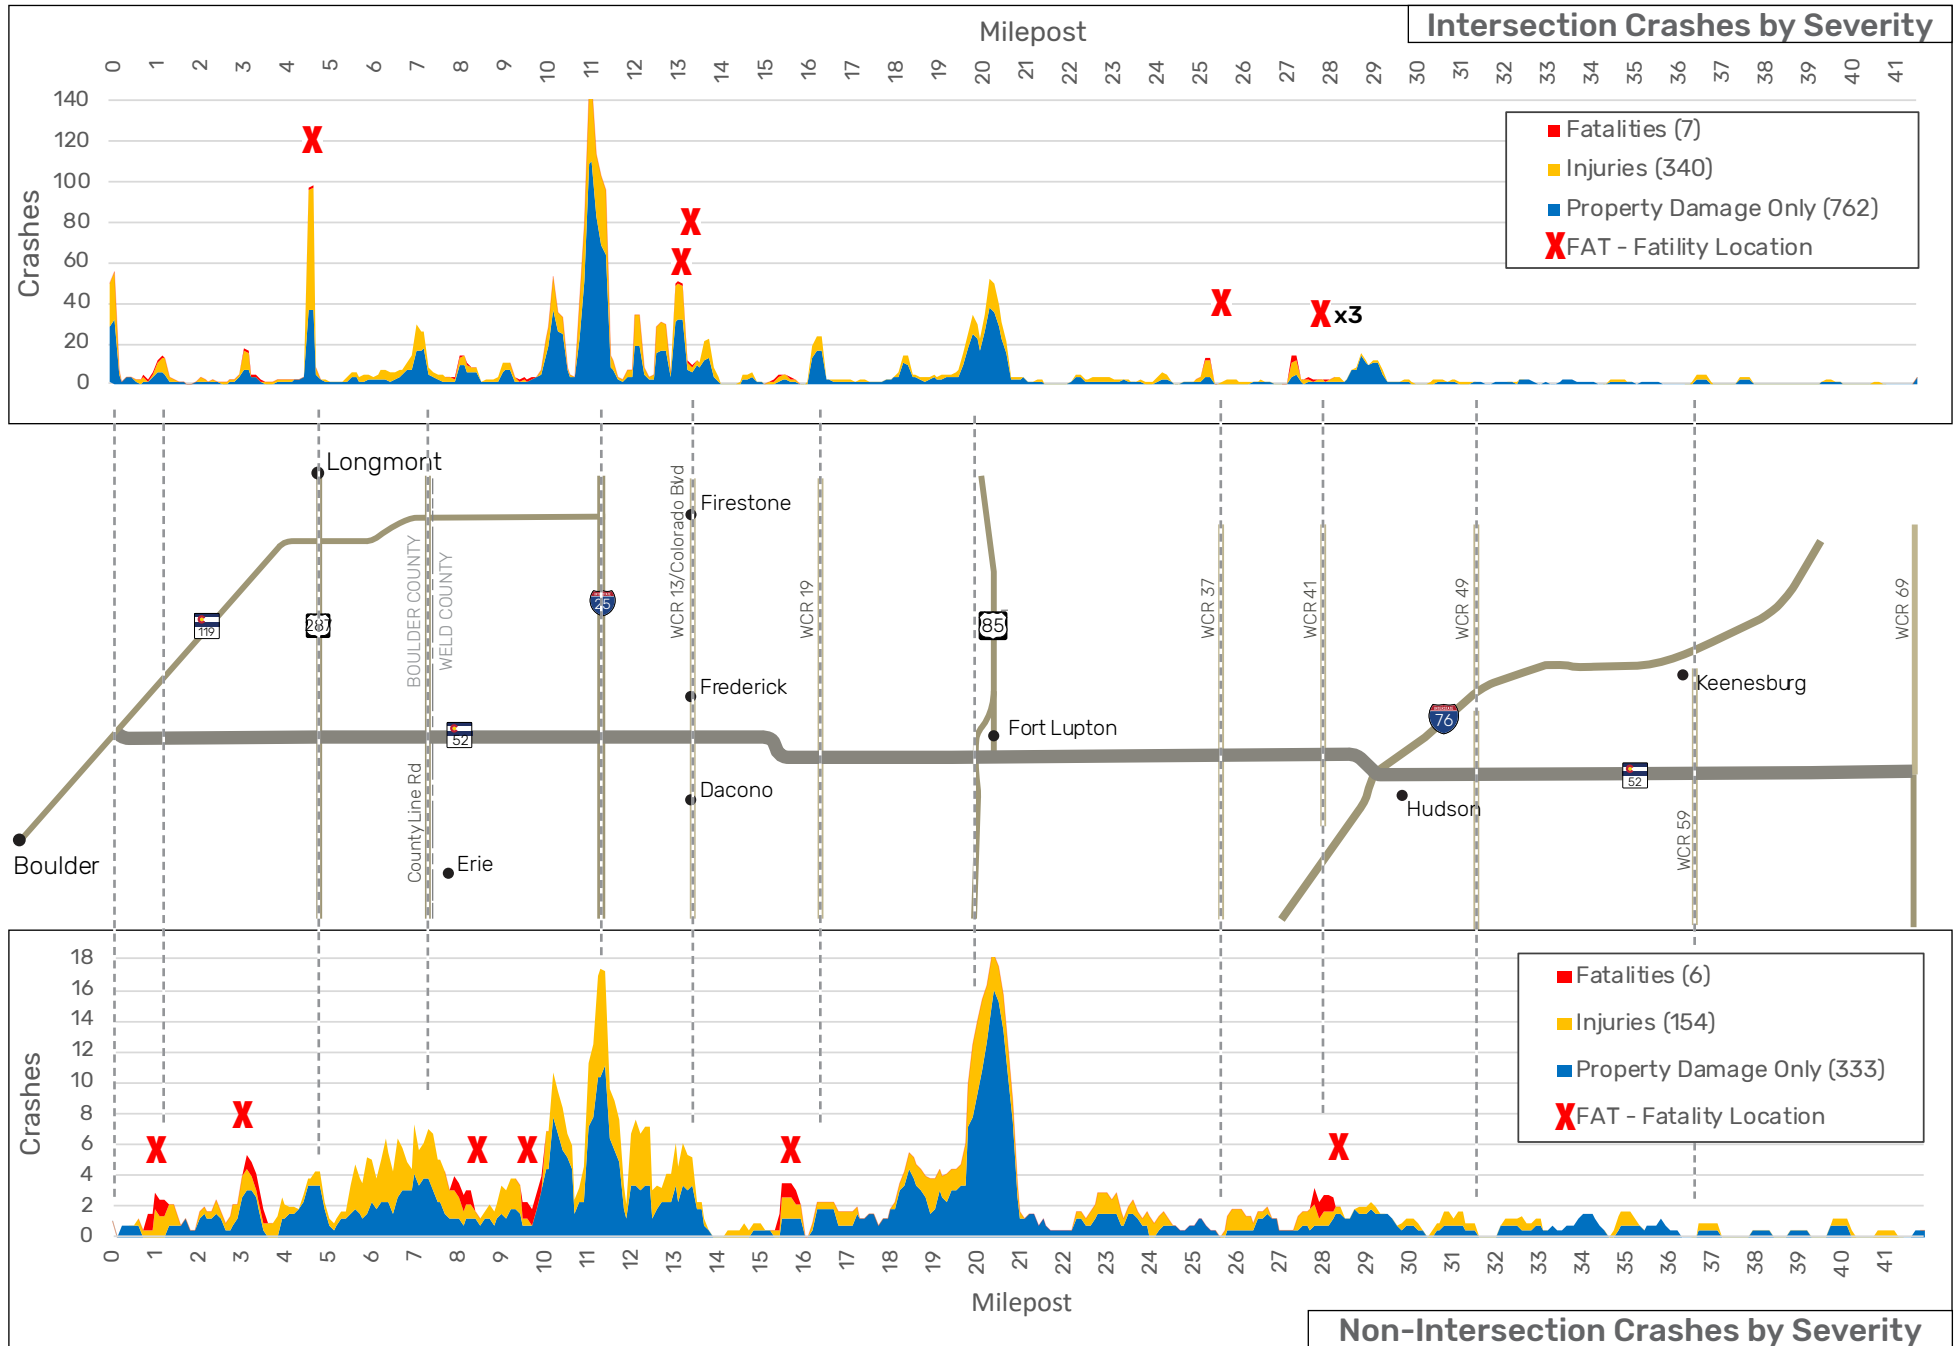 Intersection Crashes by Severity
Milepost
0 1 2 3 4 5 6 7 8 9 10 11 12 13 14 15 16 17 18 19 20 21 22 23 24 25 26 27 28 29 30 31 32 33 34 35 36 37 38 39 40 41
Crashes
140
120
100
80
60
40
20
0
x3
Fatalities (7)
Injuries (340)
Property Damage Only (762)
FAT - Fatility Location
Longmont
Firestone
WCR 13/Colorado Blvd
BOULDER COUNTY
WELD COUNTY
WCR 19
WCR 37
WCR 41
WCR 49
WCR 69
119
287
25
85
Frederick
Keenesburg
76
52
Fort Lupton
52
Dacono
Hudson
County Line Rd
WCR 59
Boulder
Erie
Crashes
18
16
14
12
10
8
6
4
2
0
Fatalities (6)
Injuries (154)
Property Damage Only (333)
FAT - Fatality Location
0 1 2 3 4 5 6 7 8 9 10 11 12 13 14 15 16 17 18 19 20 21 22 23 24 25 26 27 28 29 30 31 32 33 34 35 36 37 38 39 40 41
Milepost
Non-Intersection Crashes by Severity